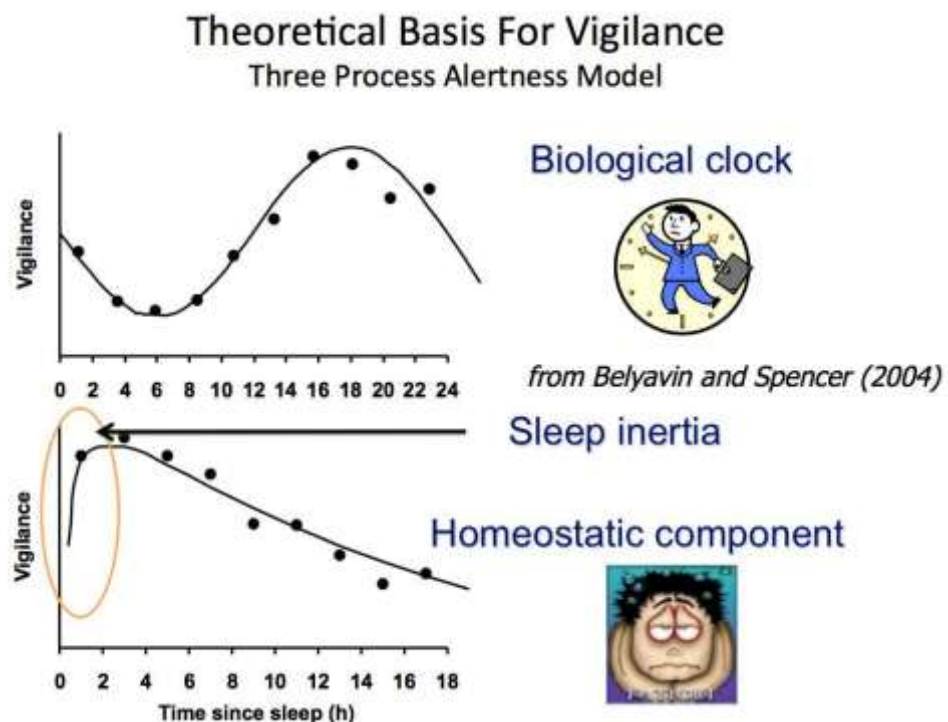 Theoretical Basis For Vigilance
Three Process Alertness Model
Biological clock
Vigilance
0 2 4 6 8 10 12 14 16 18 20 22 24
from Belyavin and Spencer (2004)
Sleep inertia
Homeostatic component
Vigilance
0 2 4 6 8 10 12 14 16 18
Time since sleep (h)